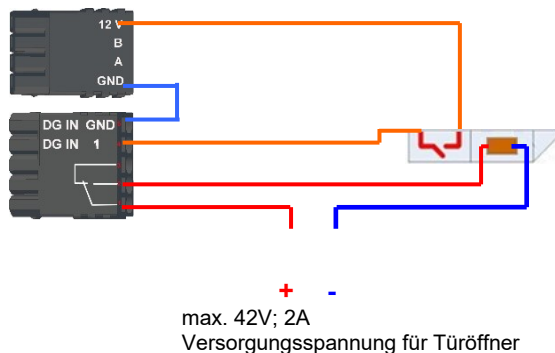 12 V
B
A
GND
DG IN GND
DG IN 1
+ -
max. 42V; 2A
Versorgungsspannung für Türöffner